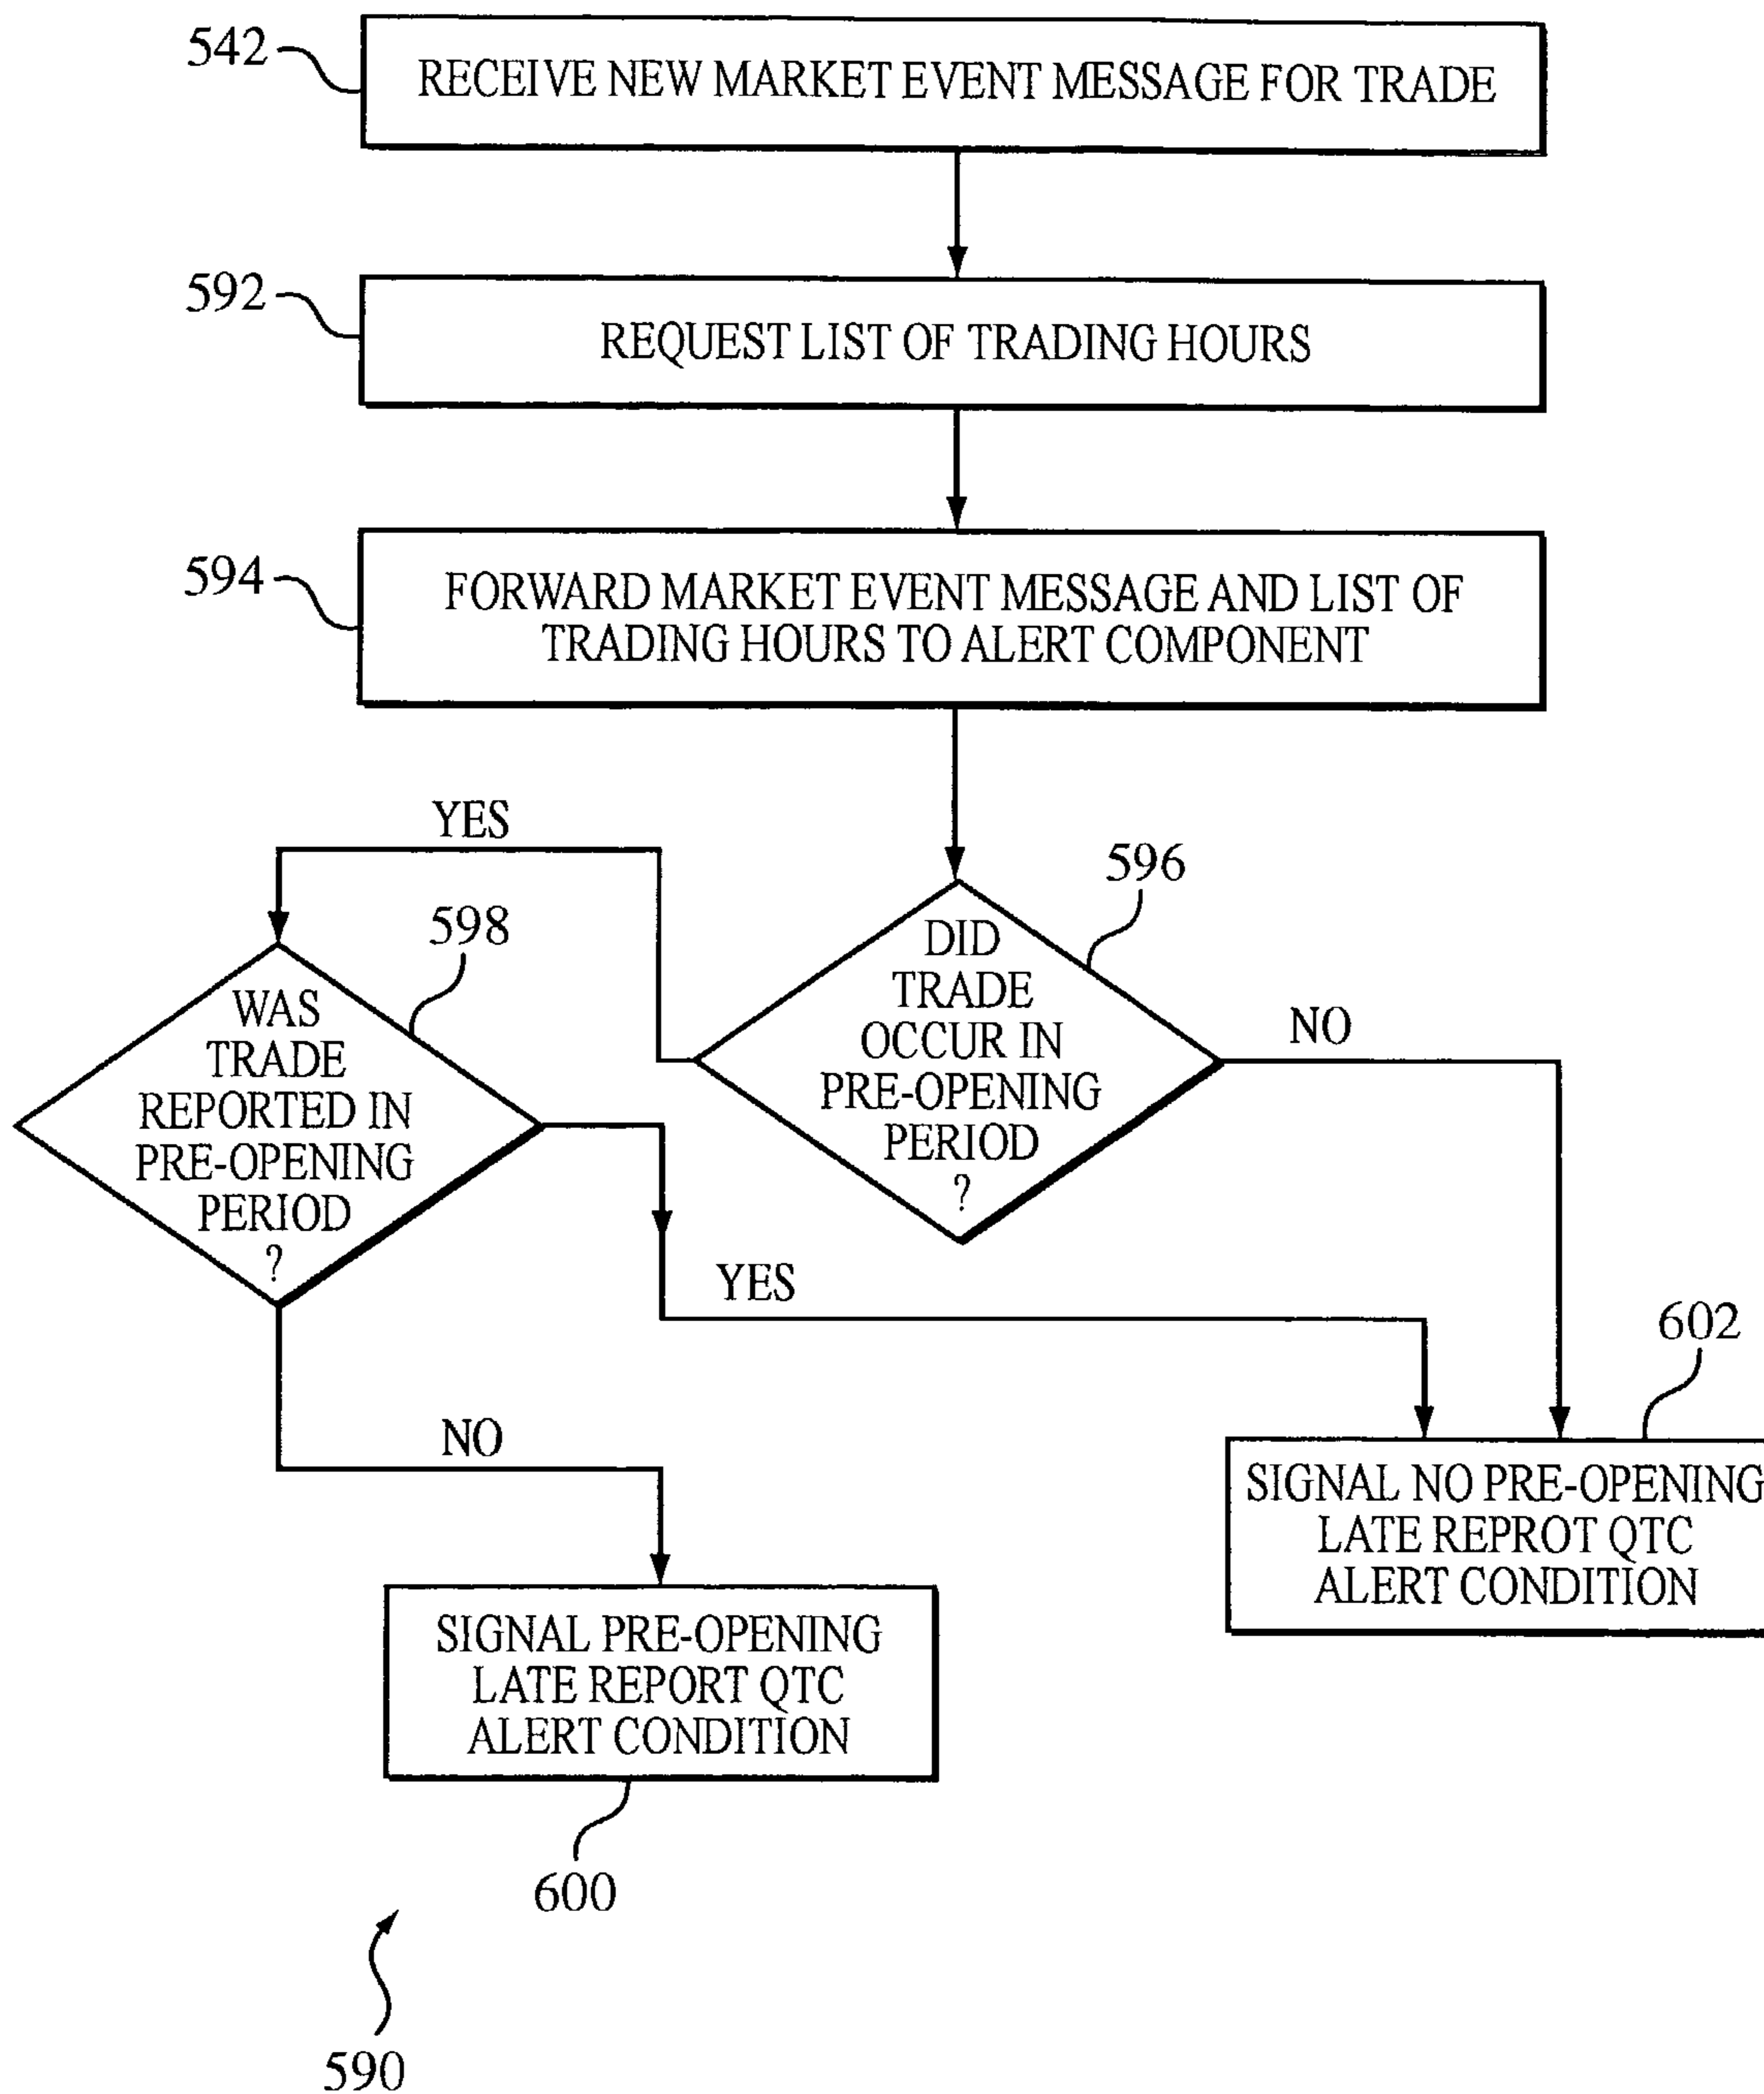 542
RECEIVE NEW MARKET EVENT MESSAGE FOR TRADE
592
REQUEST LIST OF TRADING HOURS
594
FORWARD MARKET EVENT MESSAGE AND LIST OF
TRADING HOURS TO ALERT COMPONENT
YES
596
598
DID
TRADE
OCCUR IN
PRE-OPENING
PERIOD
?
NO
WAS
TRADE
REPORTED IN
PRE-OPENING
PERIOD
?
YES
602
NO
SIGNAL NO PRE-OPENING
LATE REPROT QTC
ALERT CONDITION
SIGNAL PRE-OPENING
LATE REPORT QTC
ALERT CONDITION
600
590